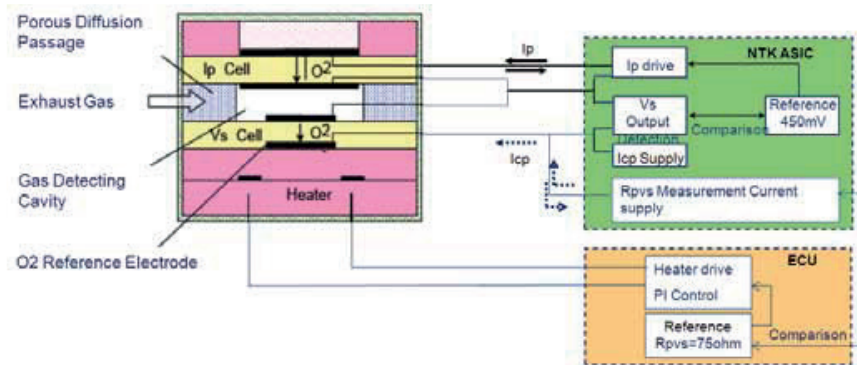 Porous Diffusion
Passage
Exhaust Gas
Gas Detecting
Cavity
O2 Reference Electrode
Ip Cell
O2
Vs Cell
O2
Heater
Ip
Icp
NTK ASIC
Ip drive
Vs
Output
Detection
Icp Supply
Comparison
Reference
450mV
Rpvs Measurement Current
supply
ECU
Heater drive
PI Control
Reference
Rpvs=75ohm
Comparison